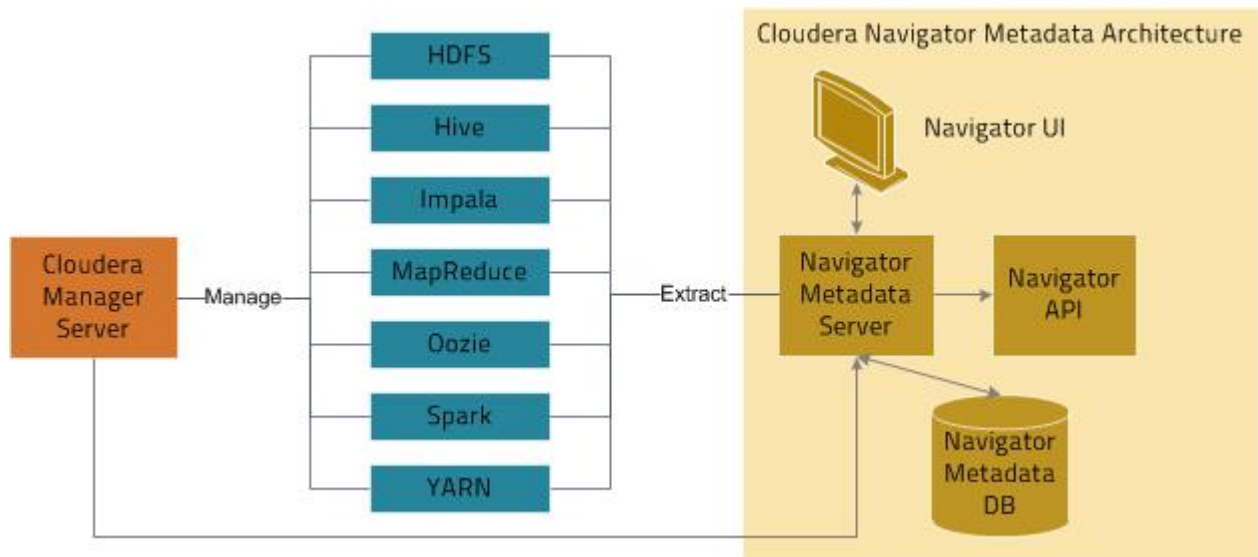 Cloudera Navigator Metadata Architecture
HDFS
Hive
Impala
MapReduce
Oozie
Spark
YARN
Cloudera
Manager
Server
Manage
Extract
Navigator UI
Navigator
Metadata
Server
Navigator
API
Navigator
Metadata
DB